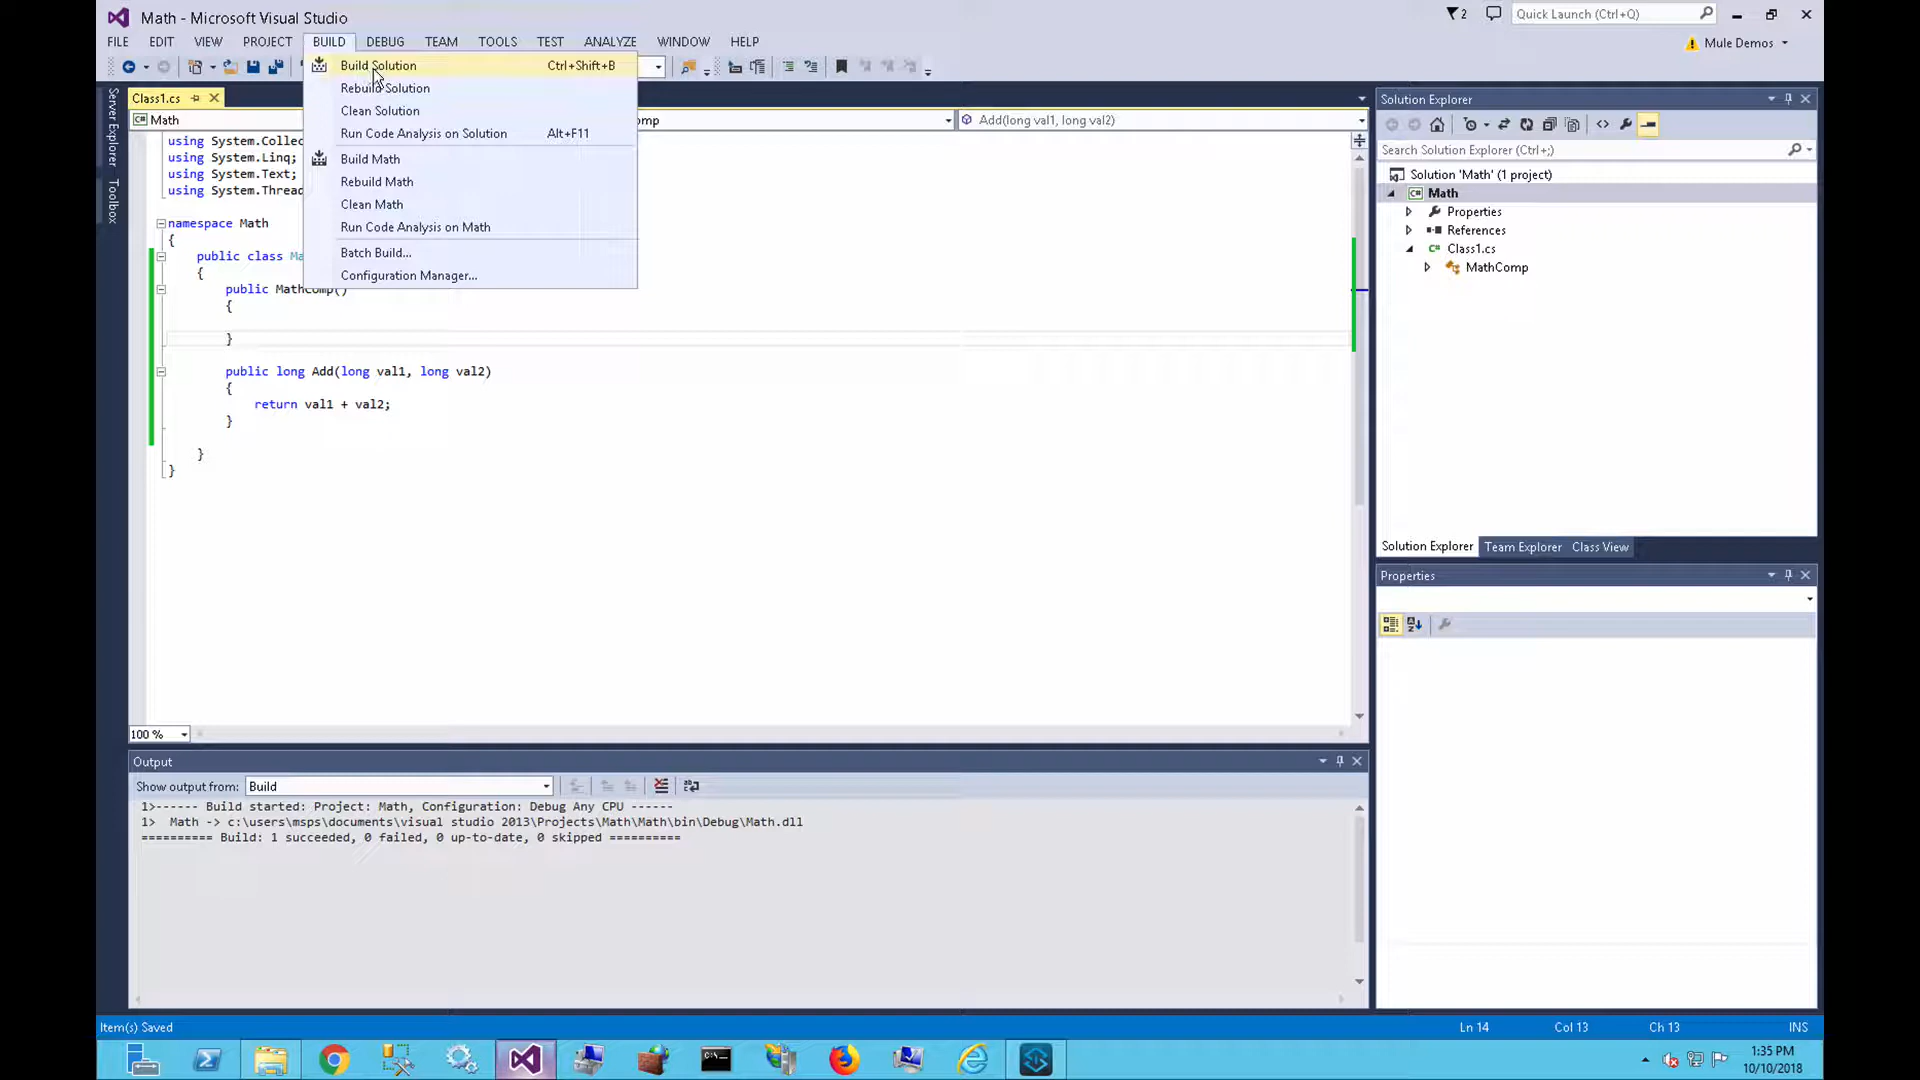 Math - Microsoft Visual Studio
2
Quick Launch (Ctrl+Q)
FILE EDIT VIEW PROJECT BUILD DEBUG TEAM TOOLS TEST ANALYZE WINDOW HELP
Mule Demos
Build Solution Ctrl+Shift+B
Rebuild Solution
Clean Solution
Run Code Analysis on Solution Alt+F11
Build Math
Rebuild Math
Clean Math
Run Code Analysis on Math
Batch Build...
Configuration Manager...
Server Explorer
Toolbox
Class1.cs
Math
Add(long val1, long val2)
using System.Collec
using System.Linq;
using System.Text;
using System.Thread
namespace Math
{
public class Ma
{
public MathComp()
{
}
public long Add(long val1, long val2)
{
return val1 + val2;
}
}
}
100 %
Solution Explorer
Search Solution Explorer (Ctrl+;)
Solution 'Math' (1 project)
C# Math
Properties
References
C# Class1.cs
MathComp
Solution Explorer Team Explorer Class View
Properties
Output
Show output from: Build
1>------ Build started: Project: Math, Configuration: Debug Any CPU ------
1> Math -> c:\users\msps\documents\visual studio 2013\Projects\Math\Math\bin\Debug\Math.dll
========== Build: 1 succeeded, 0 failed, 0 up-to-date, 0 skipped ==========
Item(s) Saved
Ln 14 Col 13 Ch 13 INS
1:35 PM
10/10/2018